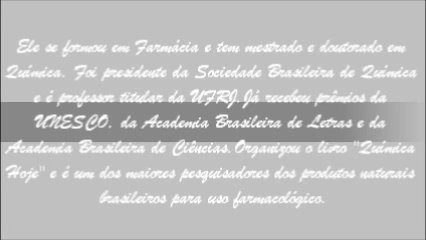 Ele se formou em Farmácia e tem mestrado e doutorado em
Química. Foi presidente da Sociedade Brasileira de Química
e é professor titular da UFRJ.Já recebeu prêmios da
UNESCO, da Academia Brasileira de Letras e da
Academia Brasileira de Ciências.Organizou o livro "Química
Hoje" e é um dos maiores pesquisadores dos produtos naturais
brasileiros para uso farmacológico.